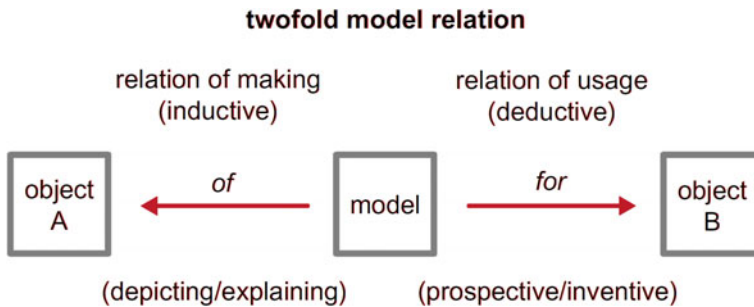 twofold model relation
relation of making
(inductive)
relation of usage
(deductive)
object
A
of
model
for
object
B
(depicting/explaining)
(prospective/inventive)